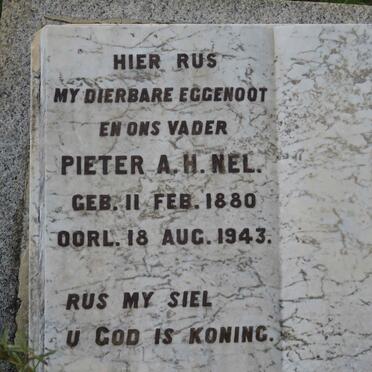 HIER RUS
MY DIERBARE EGGENOOT
EN ONS VADER
PIETER A.H. NEL.
GEB. 11 FEB. 1880
OORL. 18 AUG. 1943.
RUS MY SIEL
U GOD IS KONING.